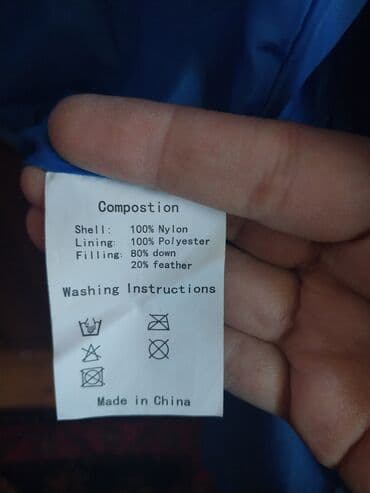 Compostion
Shell: 100% Nylon
Lining: 100% Polyester
Filling: 80% down
20% feather
Washing Instructions
Made in China